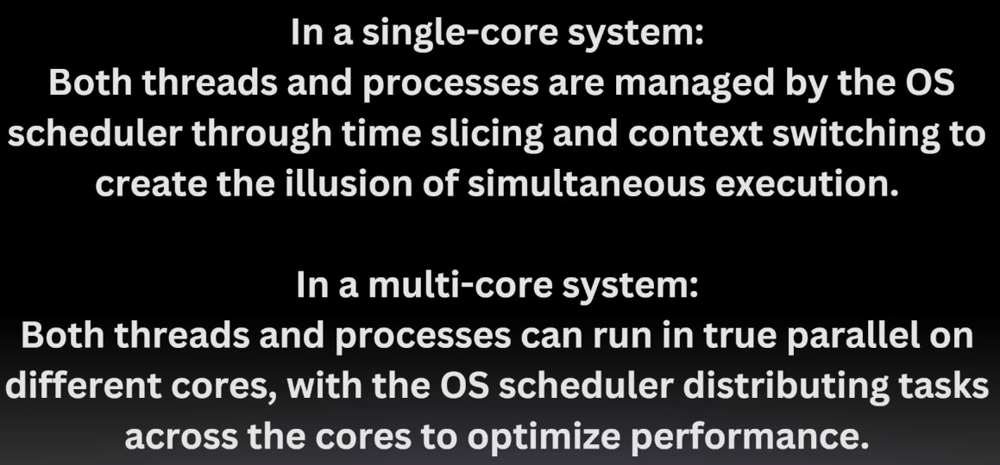 In a single-core system:
Both threads and processes are managed by the OS
scheduler through time slicing and context switching to
create the illusion of simultaneous execution.
In a multi-core system:
Both threads and processes can run in true parallel on
different cores, with the OS scheduler distributing tasks
across the cores to optimize performance.